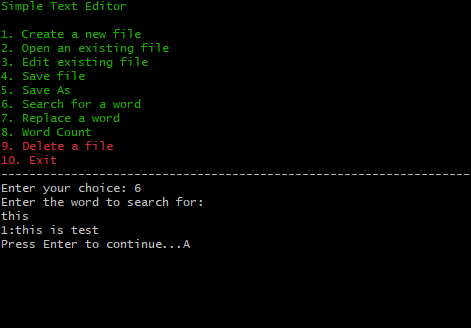 Simple Text Editor
1. Create a new file
2. Open an existing file
3. Edit existing file
4. Save file
5. Save As
6. Search for a word
7. Replace a word
8. Word Count
9. Delete a file
10. Exit
-------------------------------------------------------------------
Enter your choice: 6
Enter the word to search for:
this
1:this is test
Press Enter to continue...A